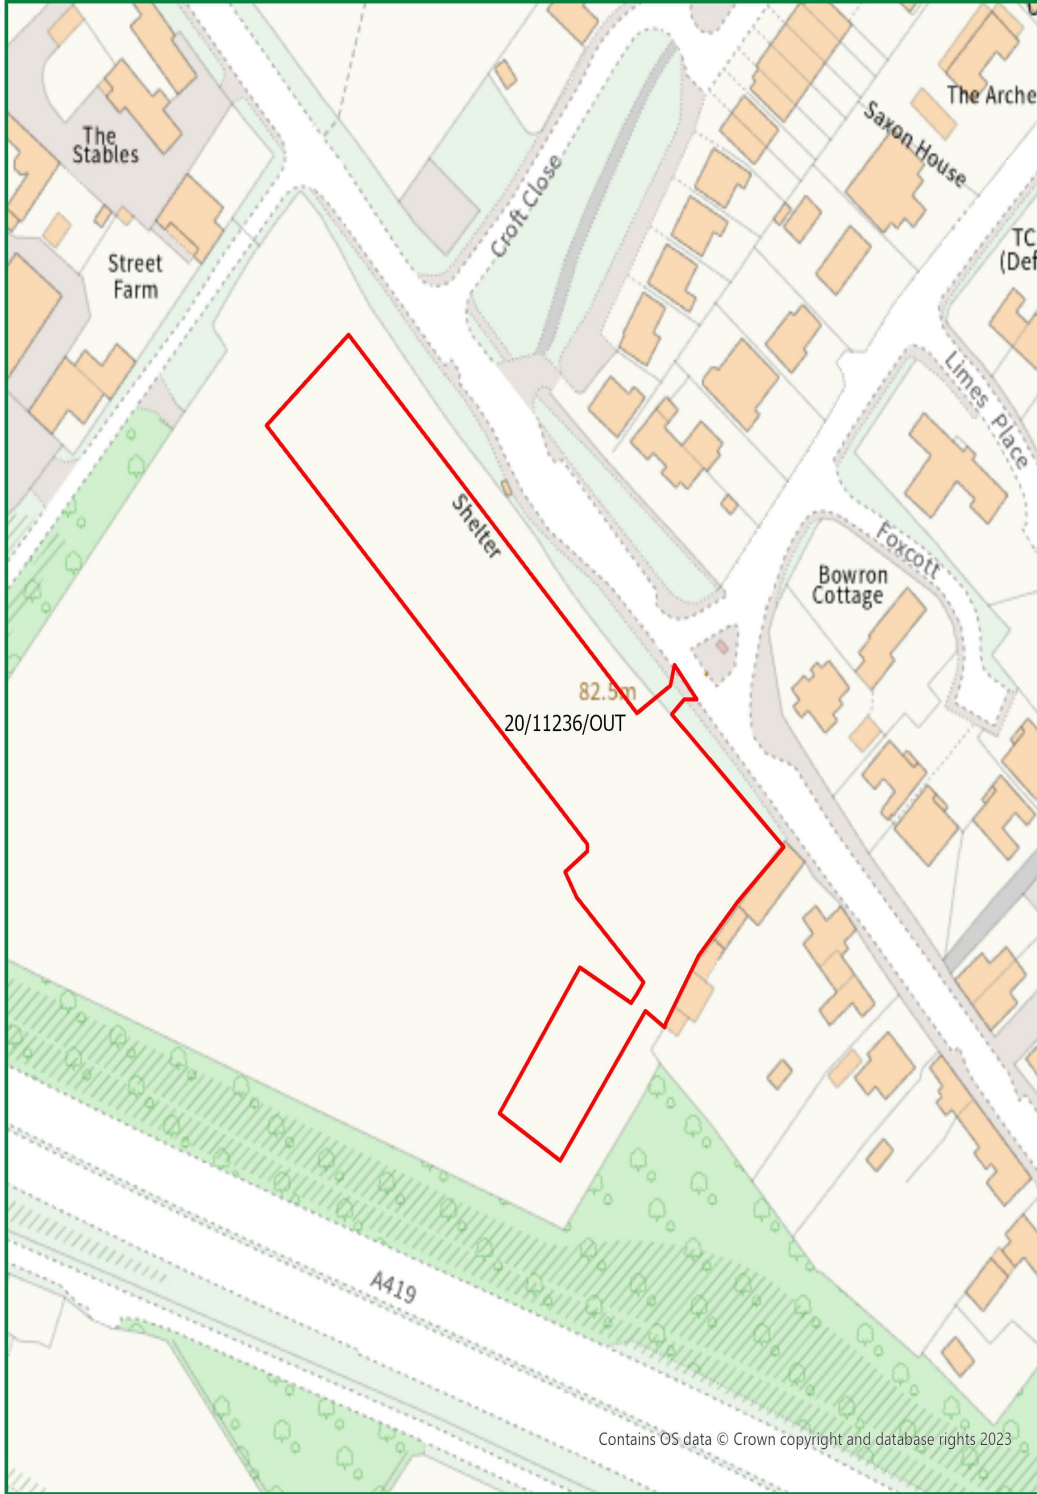 The Arche
Saxon House
The
Stables
Croft Close
TC
(Def
Street
Farm
Limes Place
Shelter
Foxcott
Bowron
Cottage
82.5m
20/11236/OUT
A419
Contains OS data © Crown copyright and database rights 2023